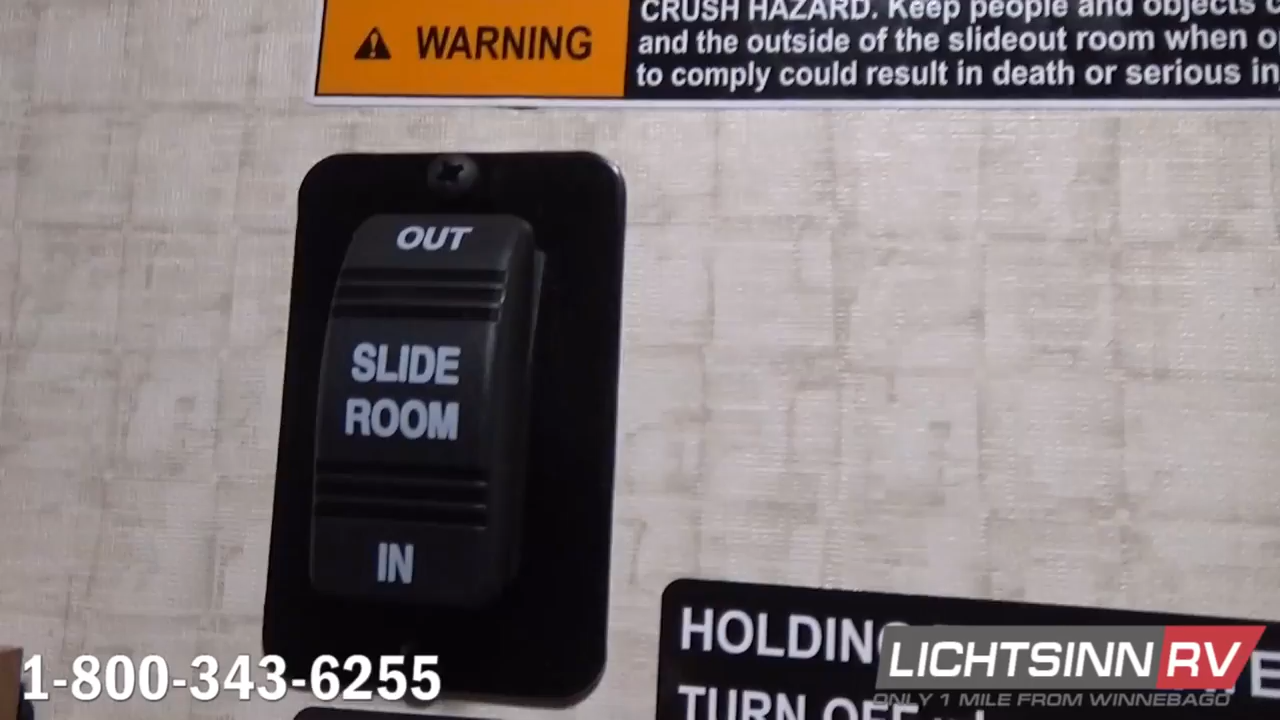 CRUSH HAZARD. Keep people and objects
WARNING
and the outside of the slideout room when
to comply could result in death or serious
OUT
SLIDE
ROOM
IN
TURN OFF
1-800-343-6255
LICHTSINN RV
ONLY 1 MILE FROM WINNEBAGO